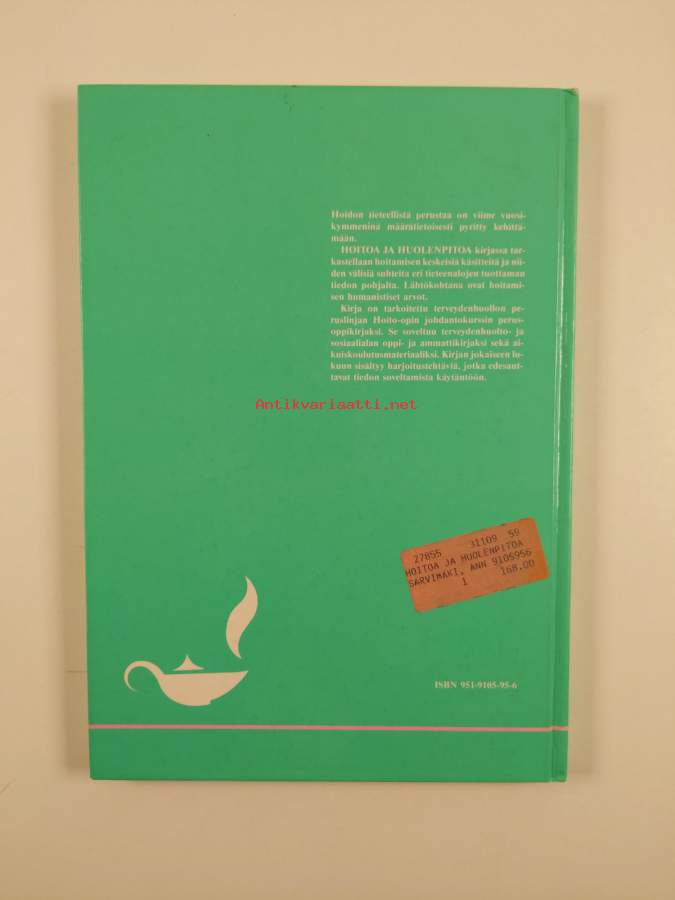 Hoidon tieteellistä perustaa on viime vuosi-
kymmeninä määrätietoisesti pyritty kehittä-
mään.
HOITOA JA HUOLENPITOA kirjassa tar-
kastellaan hoitamisen keskeisiä käsitteitä ja nii-
den välisiä suhteita eri tieteenalojen tuottaman
tiedon pohjalta. Lähtökohtana ovat hoitami-
sen humanistiset arvot.
Kirja on tarkoitettu terveydenhuollon pe-
ruslinjan Hoito-opin johdantokurssin perus-
oppikirjaksi. Se soveltuu terveydenhuolto- ja
sosiaalialan oppi- ja ammattikirjaksi sekä ai-
kuiskoulutusmateriaaliksi. Kirjan jokaiseen lu-
kuun sisältyy harjoitustehtäviä, jotka edesaut-
tavat tiedon soveltamista käytäntöön.
Antikvariaatti.net
27855 31109 59
HOITOA JA HUOLENPITOA
SARVIMAKI, ANN 9105956
1 168.00
ISBN 951-9105-95-6